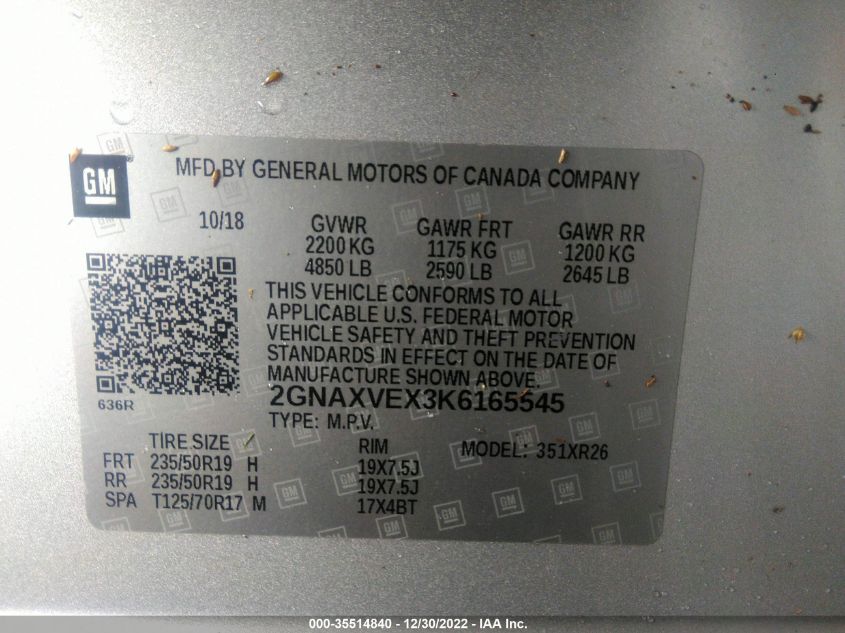 GM
MFD BY GENERAL MOTORS OF CANADA COMPANY
10/18 GVWR GAWR FRT GAWR RR
2200 KG 1175 KG 1200 KG
4850 LB 2590 LB 2645 LB
THIS VEHICLE CONFORMS TO ALL
APPLICABLE U.S. FEDERAL MOTOR
VEHICLE SAFETY AND THEFT PREVENTION
STANDARDS IN EFFECT ON THE DATE OF
MANUFACTURE SHOWN ABOVE.
636R
2GNAXVEX3K6165545
TYPE: M.P.V.
TIRE SIZE RIM MODEL: 351XR26
FRT 235/50R19 H 19X7.5J
RR 235/50R19 H 19X7.5J
SPA T125/70R17 M 17X4BT
000-35514840 - 12/30/2022 - IAA Inc.